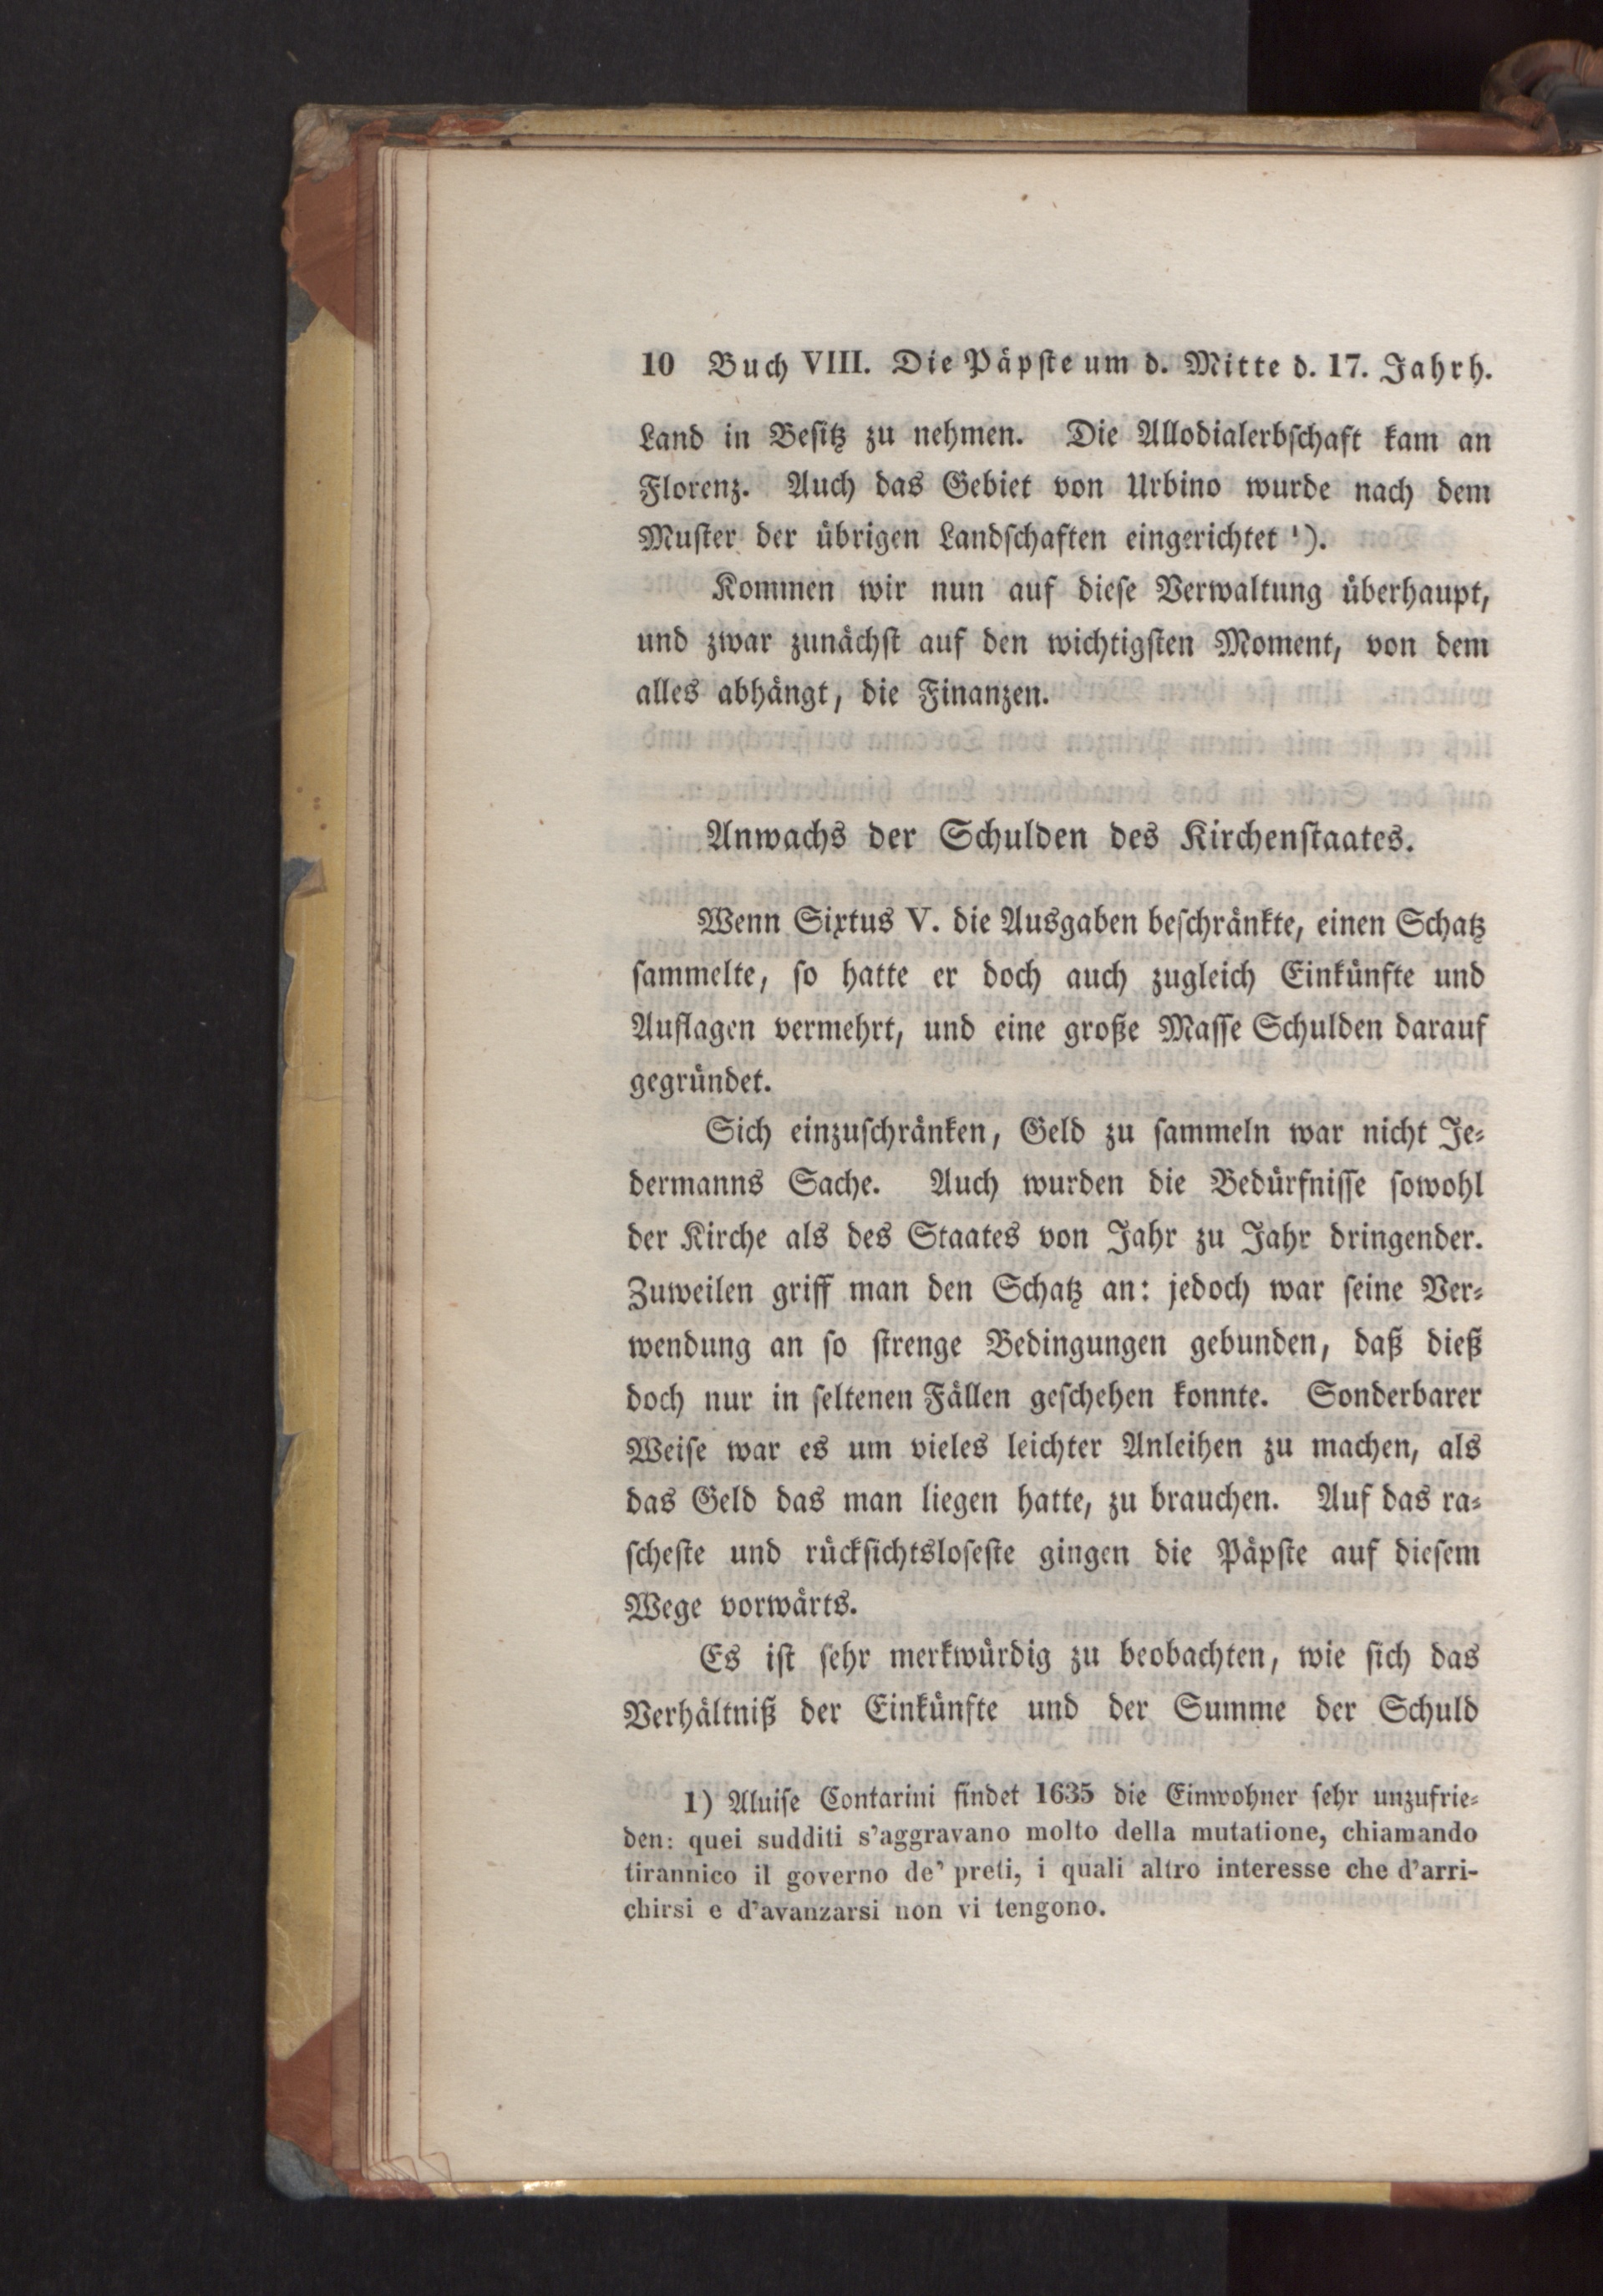 10 Buch VIII. Die Päpste um d. Mitte d. 17. Jahrh.
Land in Besitz zu nehmen. Die Allodialerbschaft kam an
Florenz. Auch das Gebiet von Urbino wurde nach dem
Muster der übrigen Landschaften eingerichtet ¹).
Kommen wir nun auf diese Verwaltung überhaupt,
und zwar zunächst auf den wichtigsten Moment, von dem
alles abhängt, die Finanzen.
Anwachs der Schulden des Kirchenstaates.
Wenn Sixtus V. die Ausgaben beschränkte, einen Schatz
sammelte, so hatte er doch auch zugleich Einkünfte und
Auflagen vermehrt, und eine große Masse Schulden darauf
gegründet.
Sich einzuschränken, Geld zu sammeln war nicht Je-
dermanns Sache. Auch wurden die Bedürfnisse sowohl
der Kirche als des Staates von Jahr zu Jahr dringender.
Zuweilen griff man den Schatz an: jedoch war seine Ver-
wendung an so strenge Bedingungen gebunden, daß dieß
doch nur in seltenen Fällen geschehen konnte. Sonderbarer
Weise war es um vieles leichter Anleihen zu machen, als
das Geld das man liegen hatte, zu brauchen. Auf das ra-
scheste und rücksichtsloseste gingen die Päpste auf diesem
Wege vorwärts.
Es ist sehr merkwürdig zu beobachten, wie sich das
Verhältniß der Einkünfte und der Summe der Schuld
1) Aluise Contarini findet 1635 die Einwohner sehr unzufrie-
den: quei sudditi s'aggravano molto della mutatione, chiamando
tirannico il governo de' preti, i quali altro interesse che d'arri-
chirsi e d'avanzarsi non vi tengono.